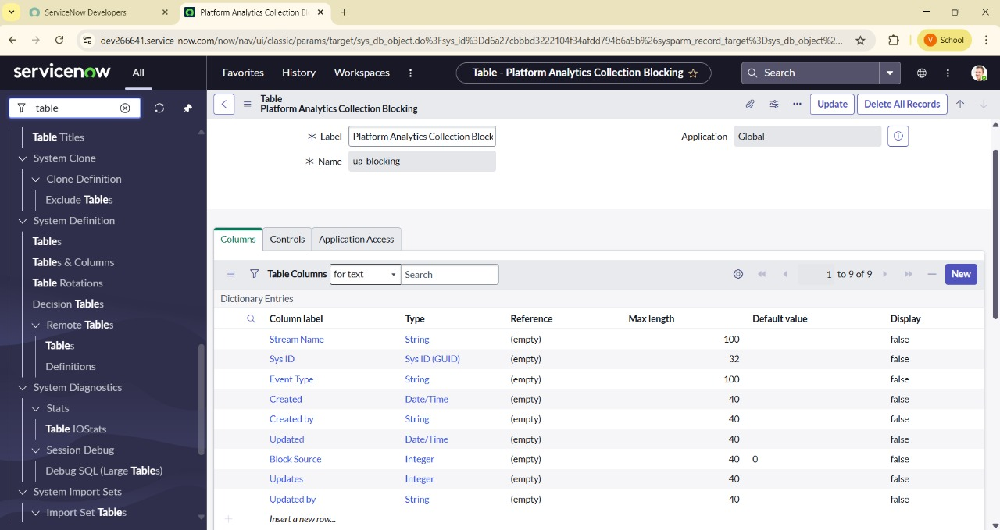 ServiceNow Developers
Platform Analytics Collection Bl
dev266641.service-now.com/now/nav/ui/classic/params/target/sys_db_object.do%3Fsys_id%3Dd6a27cbbbd3222104f34afdd794b6a5b%26sysparm_record_target%3Dsys_db_object%2...
V School
servicenow All Favorites History Workspaces Table - Platform Analytics Collection Blocking Search
table
Table Titles
System Clone
Clone Definition
Exclude Tables
System Definition
Tables
Tables & Columns
Table Rotations
Decision Tables
Remote Tables
Tables
Definitions
System Diagnostics
Stats
Table IOStats
Session Debug
Debug SQL (Large Tables)
System Import Sets
Import Set Tables
Table
Platform Analytics Collection Blocking
Update Delete All Records
Label Platform Analytics Collection Block Application Global
Name ua_blocking
Columns Controls Application Access
Table Columns for text Search 1 to 9 of 9 New
Dictionary Entries
Column label Type Reference Max length Default value Display
Stream Name String (empty) 100 false
Sys ID Sys ID (GUID) (empty) 32 false
Event Type String (empty) 100 false
Created Date/Time (empty) 40 false
Created by String (empty) 40 false
Updated Date/Time (empty) 40 false
Block Source Integer (empty) 40 0 false
Updates Integer (empty) 40 false
Updated by String (empty) 40 false
Insert a new row...